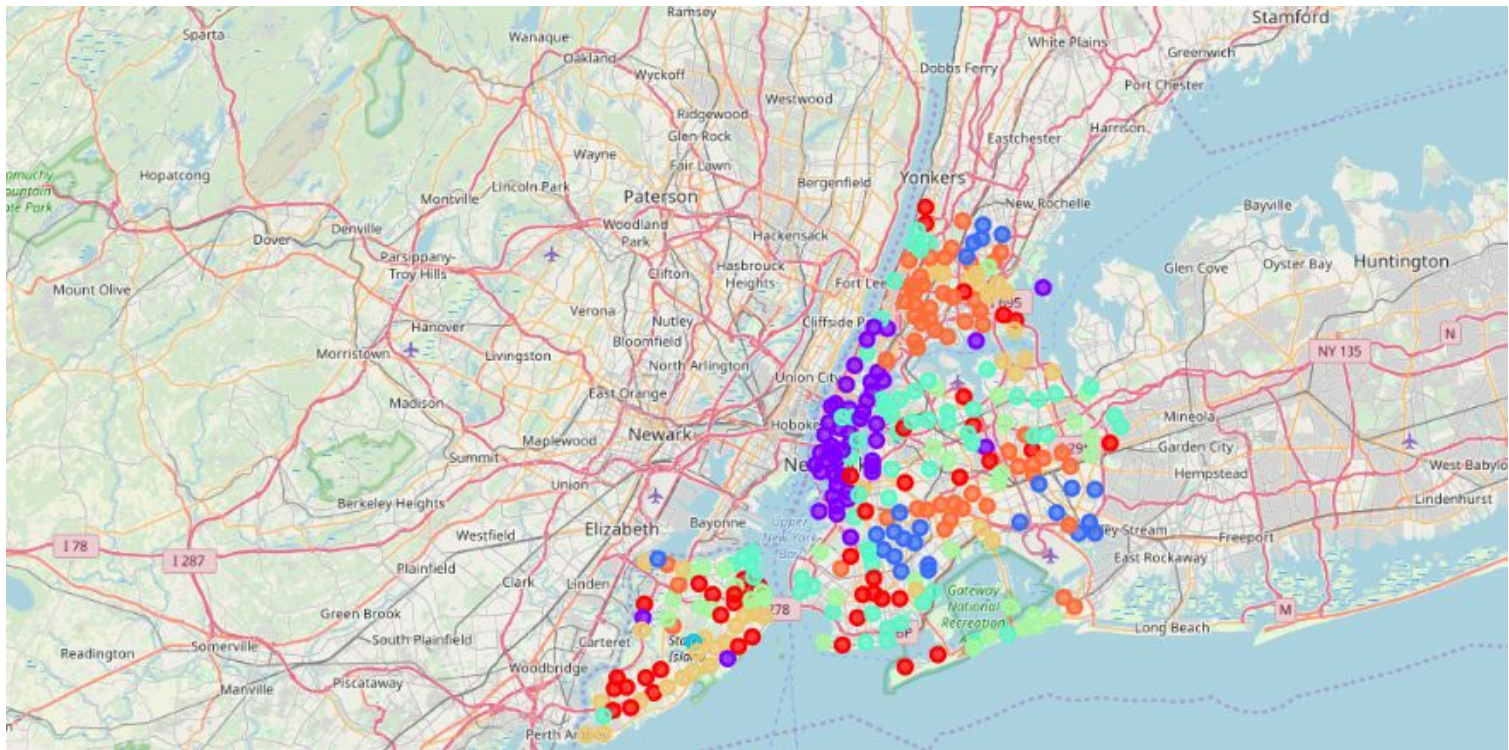 Ramsey
Stamford
Sparta
Wanaque
White Plains
Oakland
Greenwich
Wyckoff
Dobbs Ferry
Port Chester
Westwood
Ridgewood
Harrison
Glen Rock
Eastchester
Wayne
Fair Lawn
Hopatcong
Yonkers
Bergenfield
Lincoln Park
Paterson
Montville
New Rochelle
Bayville
Woodland
Park
Denville
Hackensack
Dover
Parsippany-
Troy Hills
Huntington
Oyster Bay
Glen Cove
Hasbrouck
Heights
Clifton
Fort Lee
Mount Olive
695
Verona
Nutley
Cliffside P
Hanover
N
Bloomfield
NY 135
Morristown
Livingston
North Arlington
Union City
East Orange
Madison
Mineola
Hoboke
Newark
Maplewood
Garden City
Summit
Hempstead
West Babylo
Union
Lindenhurst
Berkeley Heights
Bayonne
Elizabeth
Upper
New York
Bay
ey Stream
Freeport
Westfield
I 78
I 287
East Rockaway
Plainfield
Clark
Linden
Gateway
National
Recreation
278
M
Green Brook
Long Beach
South Plainfield
Carteret
Somerville
Readington
Woodbridge
Piscataway
Manville
Perth Amboy